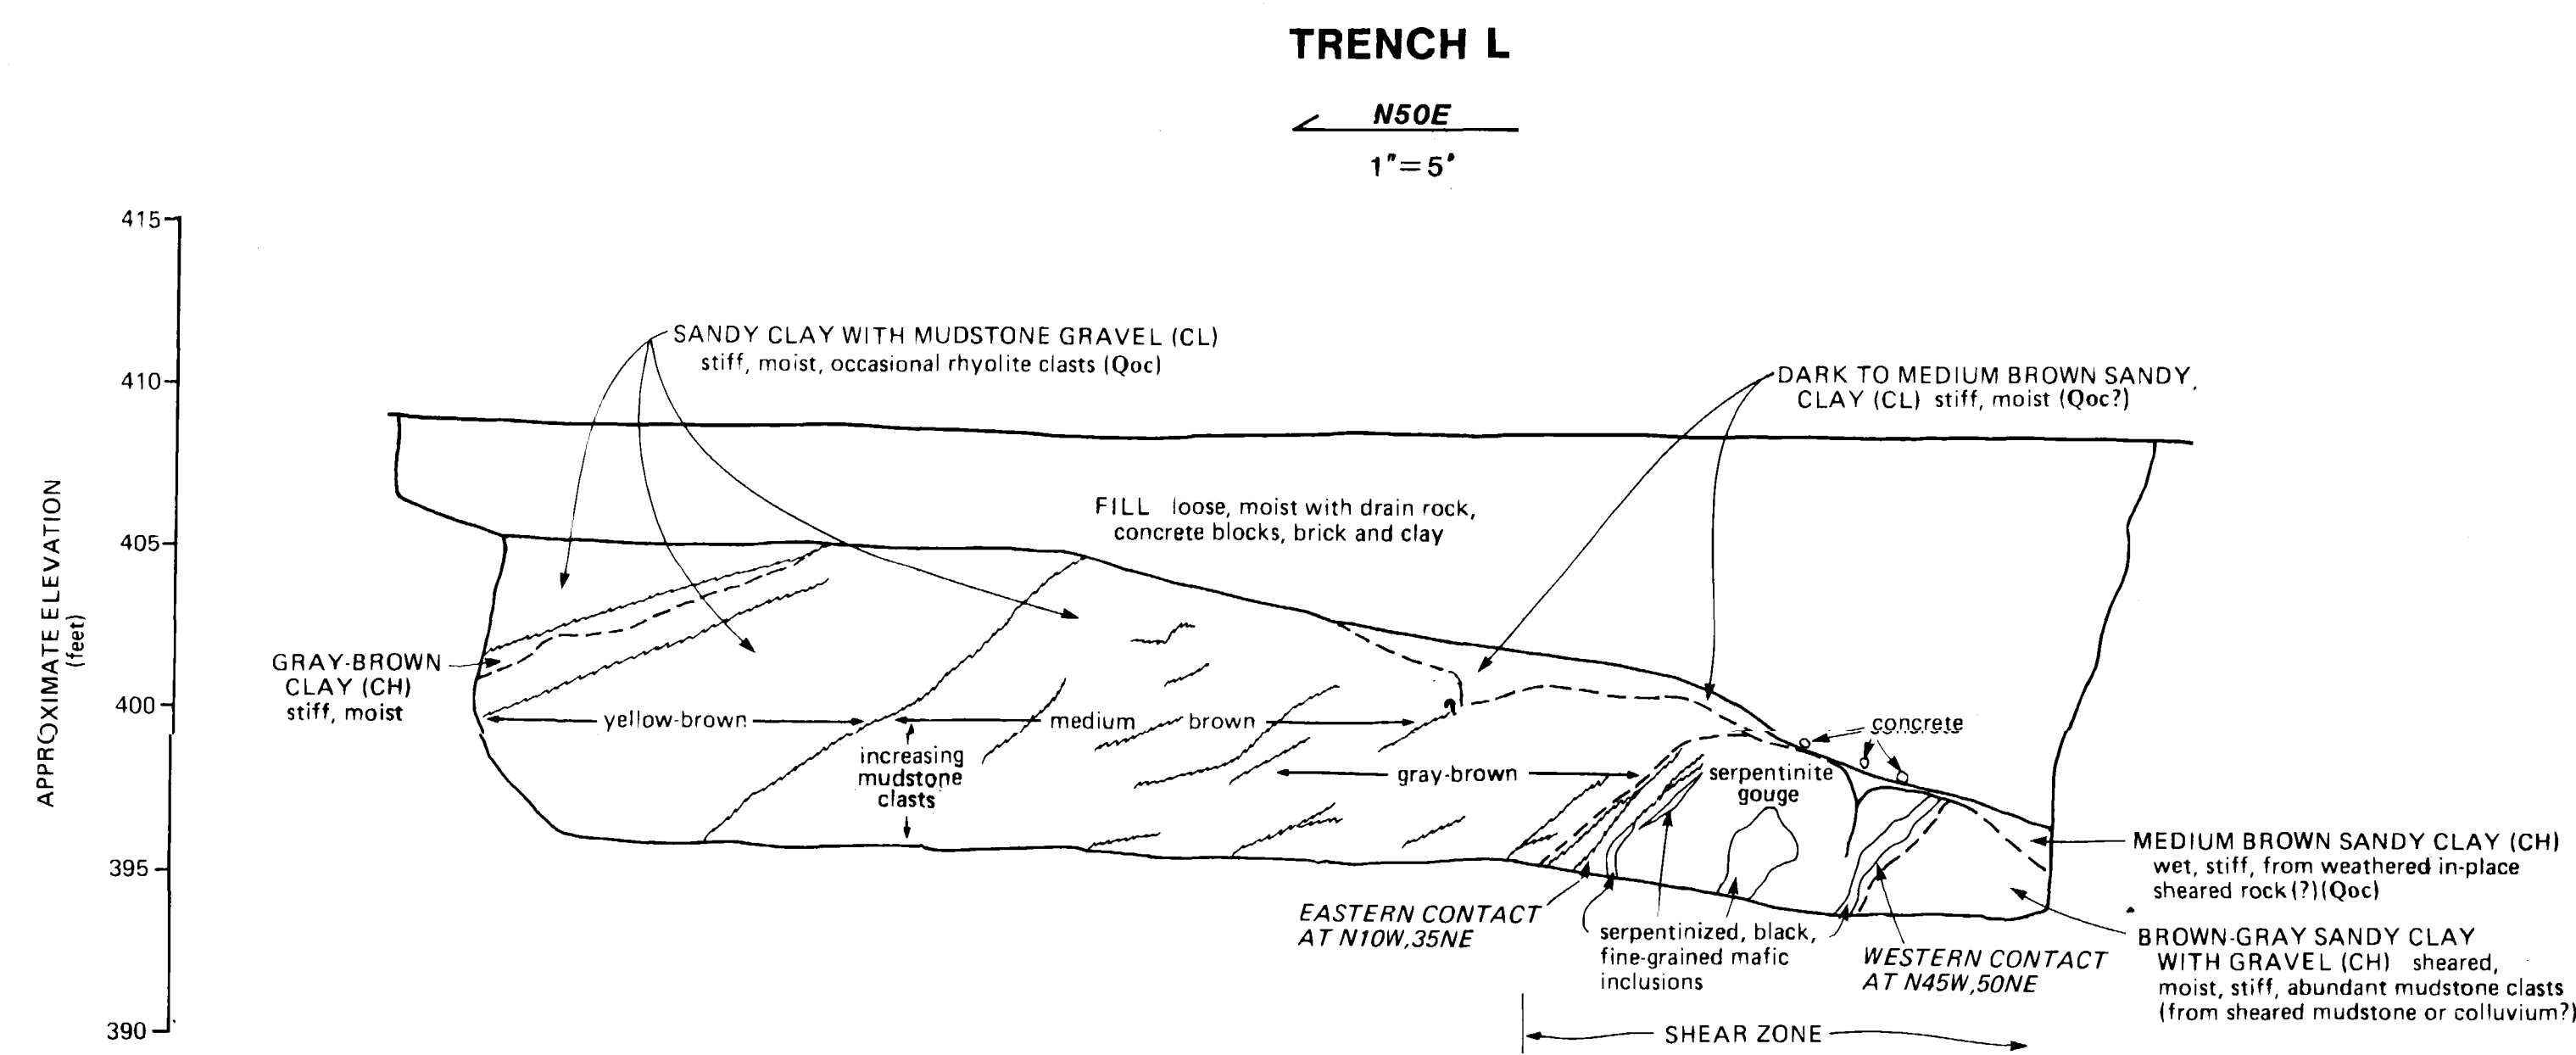 TRENCH L
N50E
1"=5'
415
410
405
400
395
390
APPROXIMATE ELEVATION
(feet)
SANDY CLAY WITH MUDSTONE GRAVEL (CL)
stiff, moist, occasional rhyolite clasts (Qoc)
DARK TO MEDIUM BROWN SANDY
CLAY (CL) stiff, moist (Qoc?)
FILL loose, moist with drain rock,
concrete blocks, brick and clay
GRAY-BROWN
CLAY (CH)
stiff, moist
yellow-brown
medium brown
increasing
mudstone
clasts
gray-brown
serpentinite
gouge
concrete
EASTERN CONTACT
AT N10W,35NE
serpentinized, black,
fine-grained mafic
inclusions
WESTERN CONTACT
AT N45W,50NE
MEDIUM BROWN SANDY CLAY (CH)
wet, stiff, from weathered in-place
sheared rock(?)(Qoc)
BROWN-GRAY SANDY CLAY
WITH GRAVEL (CH) sheared,
moist, stiff, abundant mudstone clasts
(from sheared mudstone or colluvium?)
SHEAR ZONE